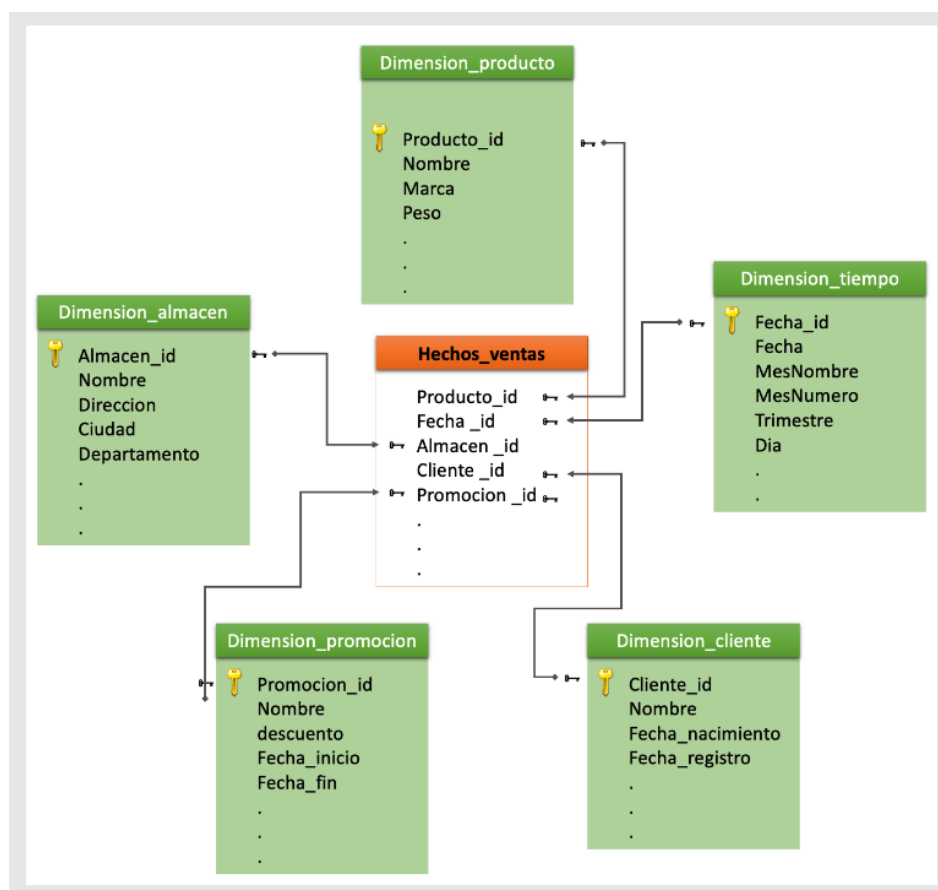 Dimension_producto
Producto_id
Nombre
Marca
Peso
.
.
.
Dimension_almacen
Almacen_id
Nombre
Direccion
Ciudad
Departamento
.
.
.
Hechos_ventas
Producto_id
Fecha _id
Almacen _id
Cliente _id
Promocion _id
.
.
.
Dimension_tiempo
Fecha_id
Fecha
MesNombre
MesNumero
Trimestre
Dia
.
.
Dimension_promocion
Promocion_id
Nombre
descuento
Fecha_inicio
Fecha_fin
.
.
.
Dimension_cliente
Cliente_id
Nombre
Fecha_nacimiento
Fecha_registro
.
.
.